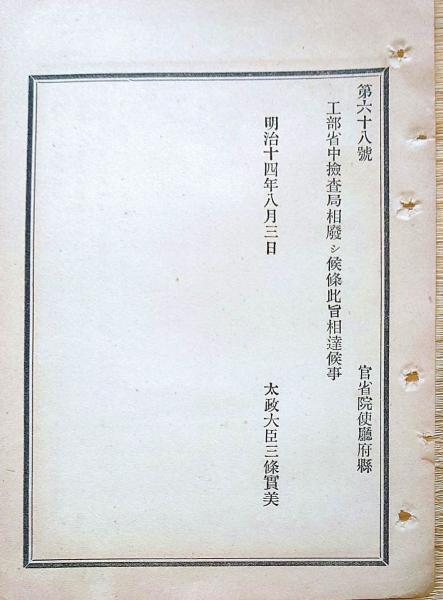 第六十八號 官省院使廳府縣
工部省中撿査局相廢シ候條此旨相達候事
明治十四年八月三日 太政大臣三條實美